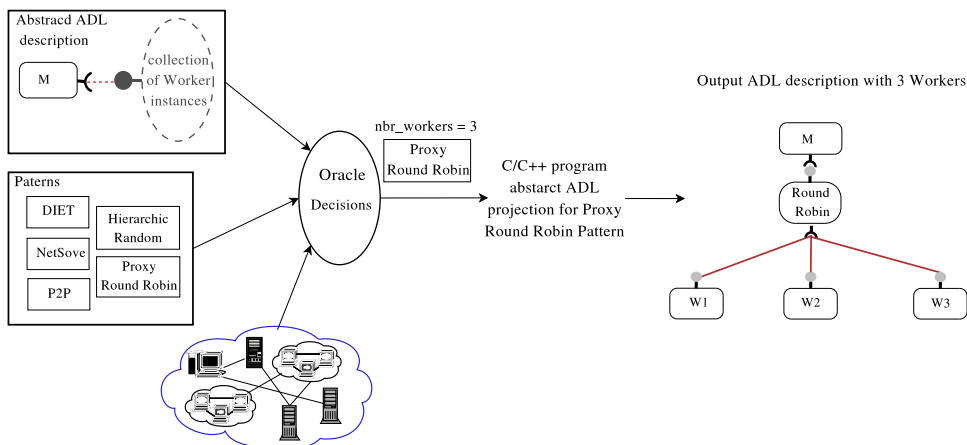 Abstracd ADL
description
M
collection
of Worker
instances
Paterns
DIET
NetSove
P2P
Hierarchic
Random
Proxy
Round Robin
Oracle
Decisions
nbr_workers = 3
Proxy
Round Robin
C/C++ program
abstarct ADL
projection for Proxy
Round Robin Pattern
Output ADL description with 3 Workers
M
Round
Robin
W1
W2
W3